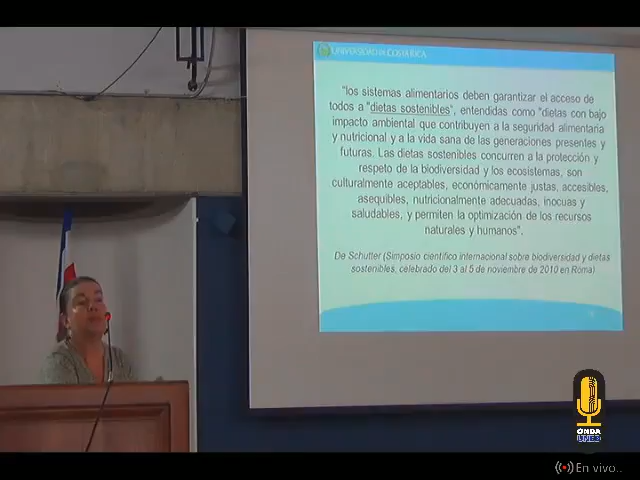 UNIVERSIDAD DE COSTA RICA
"los sistemas alimentarios deben garantizar el acceso de
todos a "dietas sostenibles", entendidas como "dietas con bajo
impacto ambiental que contribuyen a la seguridad alimentaria
y nutricional y a la vida sana de las generaciones presentes y
futuras. Las dietas sostenibles concurren a la protección y
respeto de la biodiversidad y los ecosistemas, son
culturalmente aceptables, económicamente justas, accesibles,
asequibles, nutricionalmente adecuadas, inocuas y
saludables, y permiten la optimización de los recursos
naturales y humanos".
De Schutter (Simposio científico internacional sobre biodiversidad y dietas
sostenibles, celebrado del 3 al 5 de noviembre de 2010 en Roma)
ONDA
UNED
En vivo..